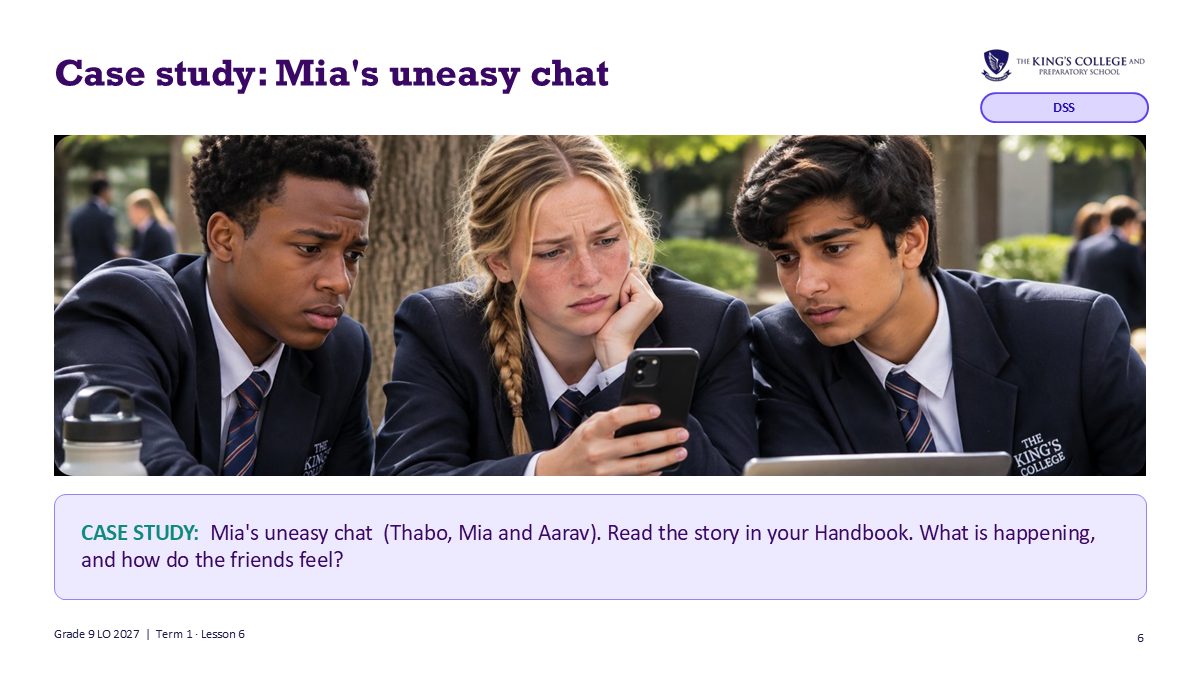 Case study: Mia's uneasy chat
THE KING'S COLLEGE AND
PREPARATORY SCHOOL
DSS
THE
KING'S
COLLEGE
THE
KING'S
COLLEGE
CASE STUDY: Mia's uneasy chat (Thabo, Mia and Aarav). Read the story in your Handbook. What is happening,
and how do the friends feel?
Grade 9 LO 2027 | Term 1 · Lesson 6
6